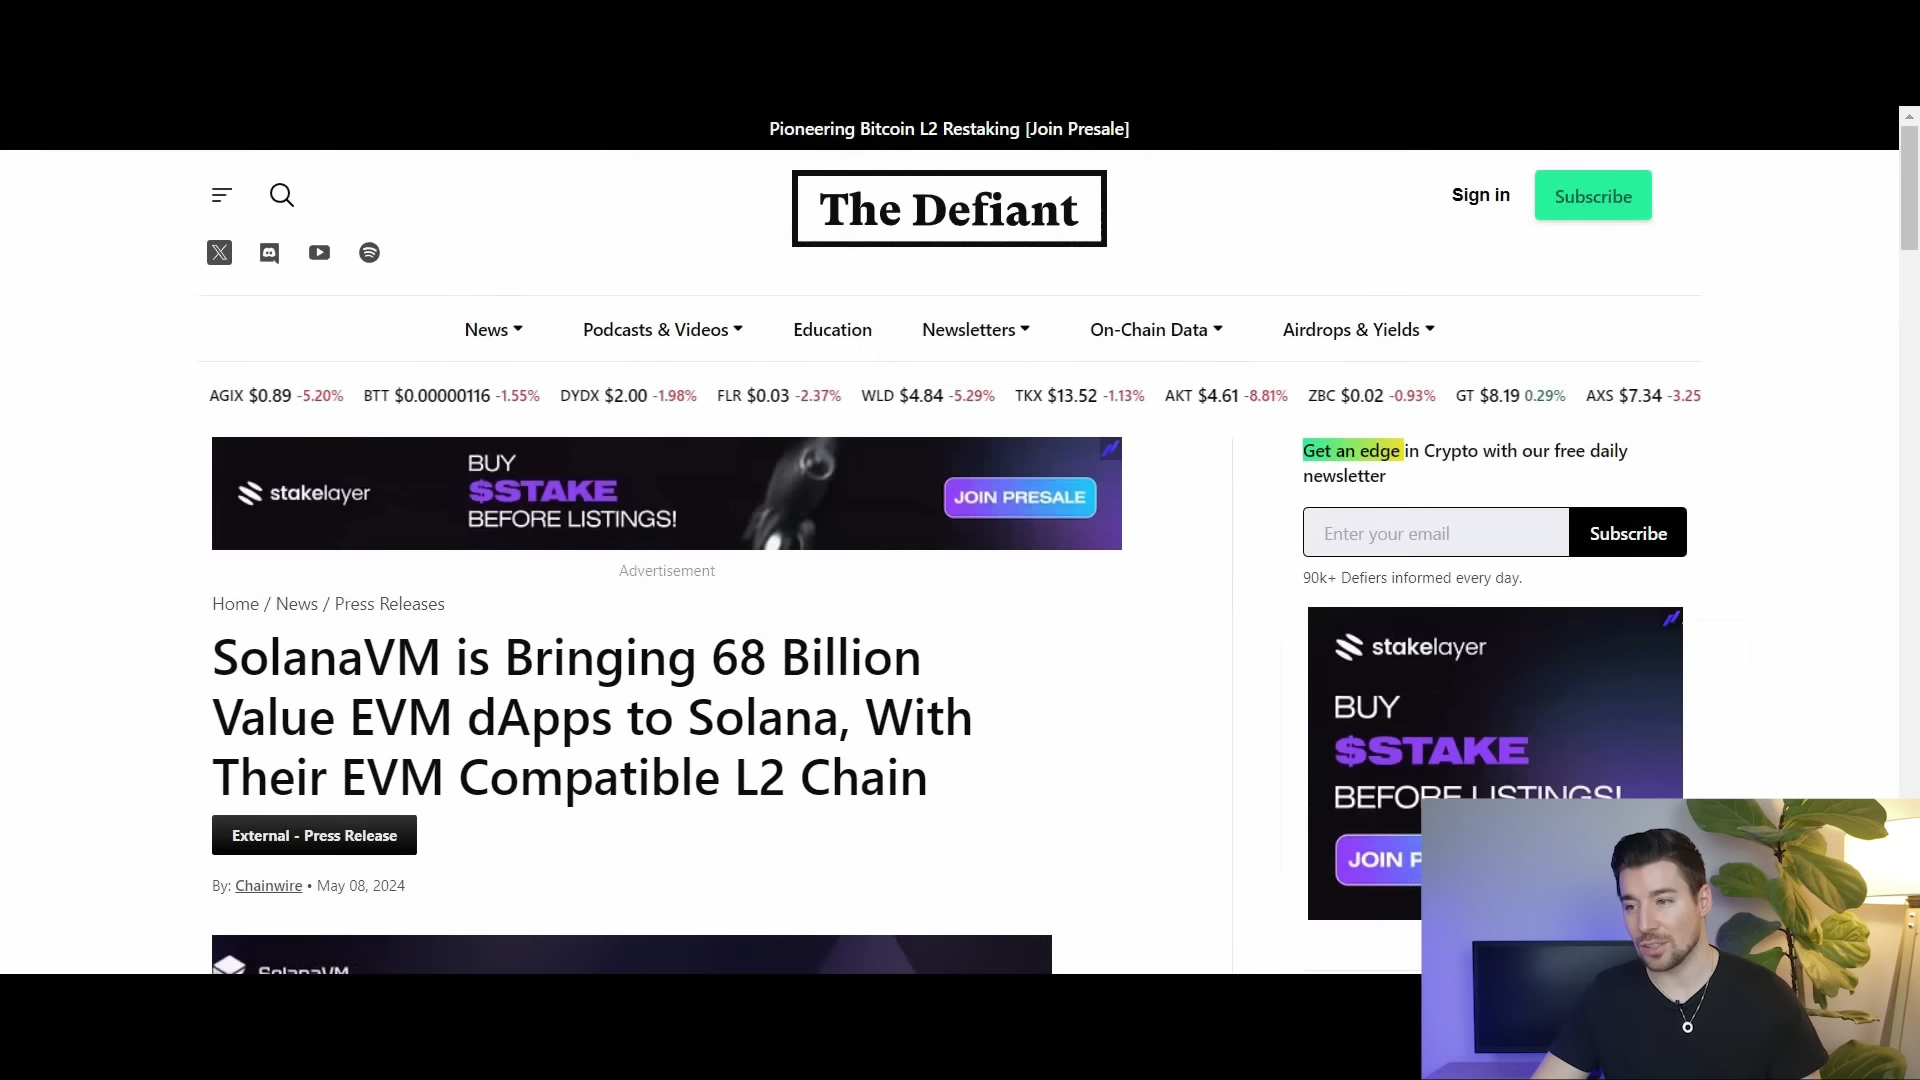 Pioneering Bitcoin L2 Restaking [Join Presale]
The Defiant
Sign in
Subscribe
News
Podcasts & Videos
Education
Newsletters
On-Chain Data
Airdrops & Yields
AGIX $0.89 -5.20% BTT $0.00000116 -1.55% DYDX $2.00 -1.98% FLR $0.03 -2.37% WLD $4.84 -5.29% TKX $13.52 -1.13% AKT $4.61 -8.81% ZBC $0.02 -0.93% GT $8.19 0.29% AXS $7.34 -3.25
stakelayer
BUY
$STAKE
BEFORE LISTINGS!
JOIN PRESALE
Advertisement
Home / News / Press Releases
SolanaVM is Bringing 68 Billion
Value EVM dApps to Solana, With
Their EVM Compatible L2 Chain
External - Press Release
By: Chainwire • May 08, 2024
SolanaVM
Get an edge in Crypto with our free daily
newsletter
Enter your email
Subscribe
90k+ Defiers informed every day.
stakelayer
BUY
$STAKE
BEFORE LISTINGS!
JOIN P